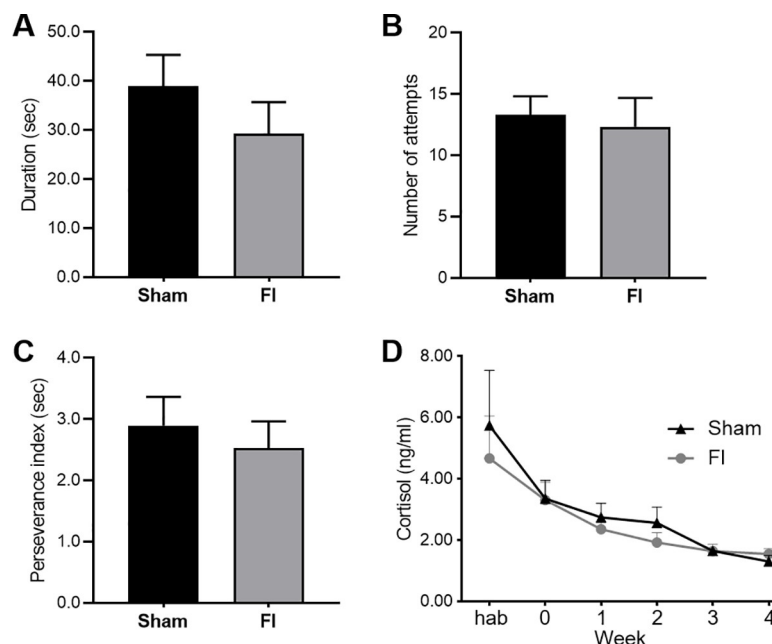 A
Duration (sec)
50.0
40.0
30.0
20.0
10.0
0.0
Sham
FI
B
Number of attempts
20
15
10
5
0
Sham
FI
C
Perseverance index (sec)
4.0
3.0
2.0
1.0
0.0
Sham
FI
D
Cortisol (ng/ml)
8.00
6.00
4.00
2.00
0.00
Sham
FI
hab 0 1 2 3 4
Week